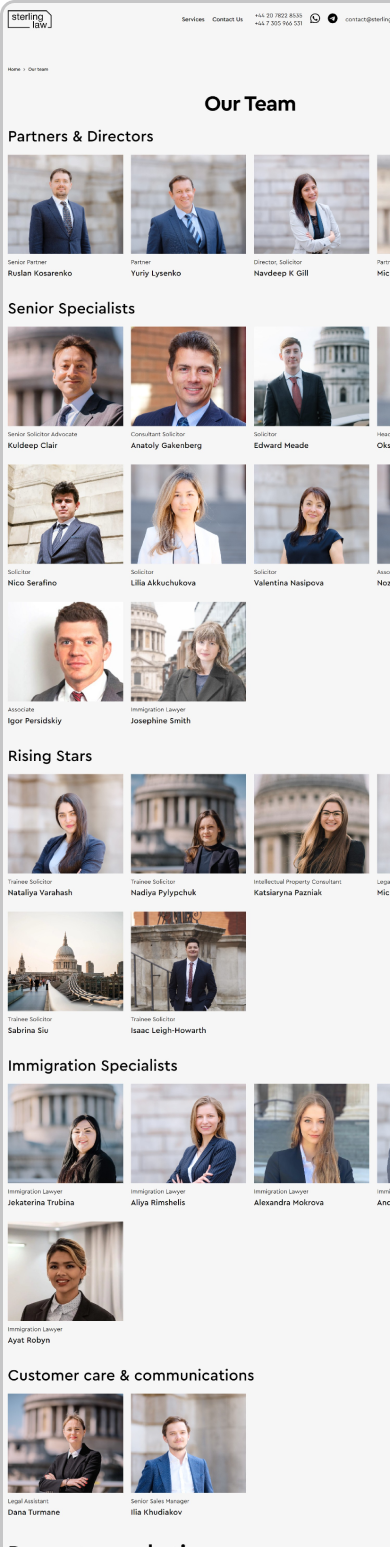 sterling
law
Services Contact Us
+44 20 7822 8535
+44 7 305 966 531
contact@sterling
Home > Our team
Our Team
Partners & Directors
Senior Partner Partner Director, Solicitor Partn
Ruslan Kosarenko Yuriy Lysenko Navdeep K Gill Mic
Senior Specialists
Senior Solicitor Advocate Consultant Solicitor Solicitor Head
Kuldeep Clair Anatoly Gakenberg Edward Meade Oks
Solicitor Solicitor Solicitor Asso
Nico Serafino Lilia Akkuchukova Valentina Nasipova Noz
Associate Immigration Lawyer
Igor Persidskiy Josephine Smith
Rising Stars
Trainee Solicitor Trainee Solicitor Intellectual Property Consultant Lega
Nataliya Varahash Nadiya Pylypchuk Katsiaryna Pazniak Mic
Trainee Solicitor Trainee Solicitor
Sabrina Siu Isaac Leigh-Howarth
Immigration Specialists
Immigration Lawyer Immigration Lawyer Immigration Lawyer Immi
Jekaterina Trubina Aliya Rimshelis Alexandra Mokrova And
Immigration Lawyer
Ayat Robyn
Customer care & communications
Legal Assistant Senior Sales Manager
Dana Turmane Ilia Khudiakov